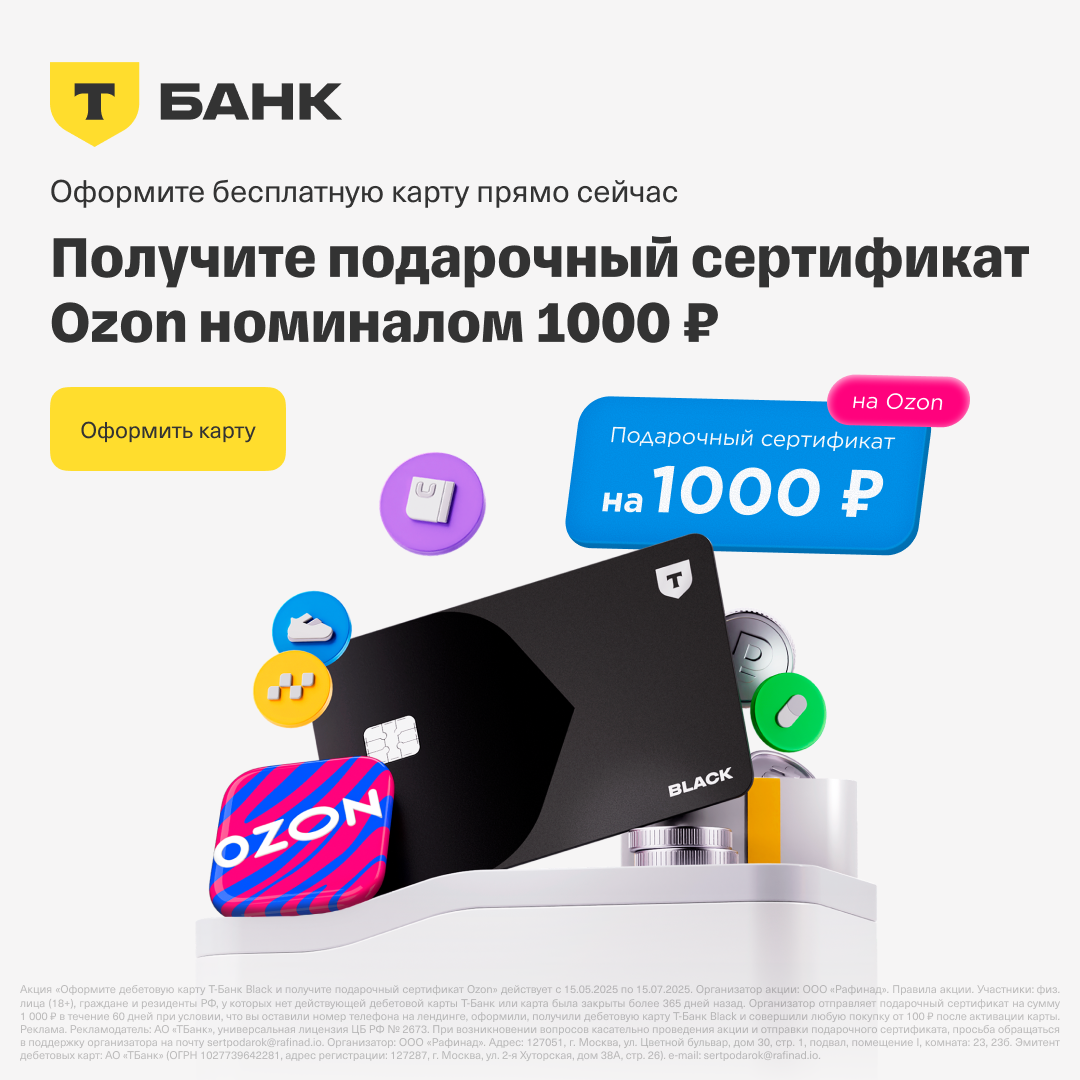 Т БАНК
Оформите бесплатную карту прямо сейчас
Получите подарочный сертификат
Ozon номиналом 1000 ₽
Оформить карту
на Ozon
Подарочный сертификат
на 1000 ₽
Т
BLACK
OZON
Акция «Оформите дебетовую карту Т-Банк Black и получите подарочный сертификат Ozon» действует с 15.05.2025 по 15.07.2025. Организатор акции: ООО «Рафинад». Правила акции. Участники: физ.
лица (18+), граждане и резиденты РФ, у которых нет действующей дебетовой карты Т-Банк или карта была закрыты более 365 дней назад. Организатор отправляет подарочный сертификат на сумму
1 000 ₽ в течение 60 дней при условии, что вы оставили номер телефона на лендинге, оформили, получили дебетовую карту Т-Банк Black и совершили любую покупку от 100 ₽ после активации карты.
Реклама. Рекламодатель: АО «ТБанк», универсальная лицензия ЦБ РФ № 2673. При возникновении вопросов касательно проведения акции и отправки подарочного сертификата, просьба обращаться
в поддержку организатора на почту sertpodarok@rafinad.io. Организатор: ООО «Рафинад». Адрес: 127051, г. Москва, ул. Цветной бульвар, дом 30, стр. 1, подвал, помещение I, комната: 23, 23б. Эмитент
дебетовых карт: АО «ТБанк» (ОГРН 1027739642281, адрес регистрации: 127287, г. Москва, ул. 2-я Хуторская, дом 38А, стр. 26). e-mail: sertpodarok@rafinad.io.